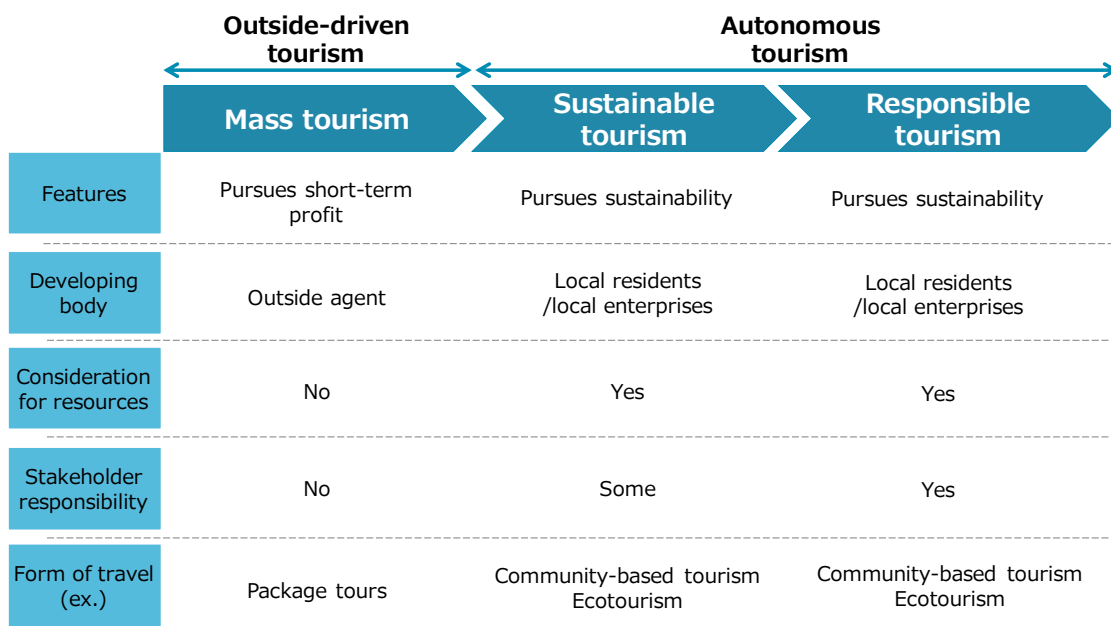 Outside-driven
tourism
Autonomous
tourism
Mass tourism
Sustainable
tourism
Responsible
tourism
Features
Pursues short-term
profit
Pursues sustainability
Pursues sustainability
Developing
body
Outside agent
Local residents
/local enterprises
Local residents
/local enterprises
Consideration
for resources
No
Yes
Yes
Stakeholder
responsibility
No
Some
Yes
Form of travel
(ex.)
Package tours
Community-based tourism
Ecotourism
Community-based tourism
Ecotourism